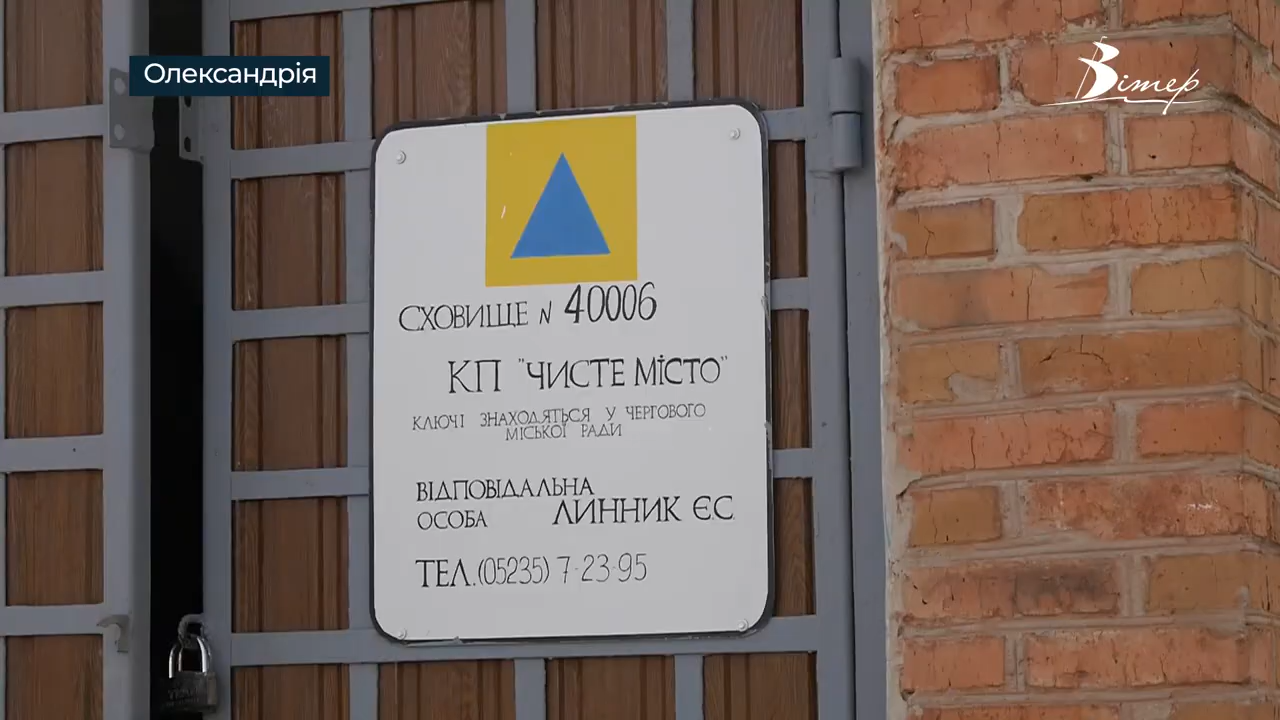 Олександрія
Вітер
СХОВИЩЕ N 40006
КП "ЧИСТЕ МІСТО"
КЛЮЧІ ЗНАХОДЯТЬСЯ У ЧЕРГОВОГО
МІСЬКОЇ РАДИ
ВІДПОВІДАЛЬНА
ОСОБА ЛИННИК Є.С.
ТЕЛ.(05235) 7-23-95